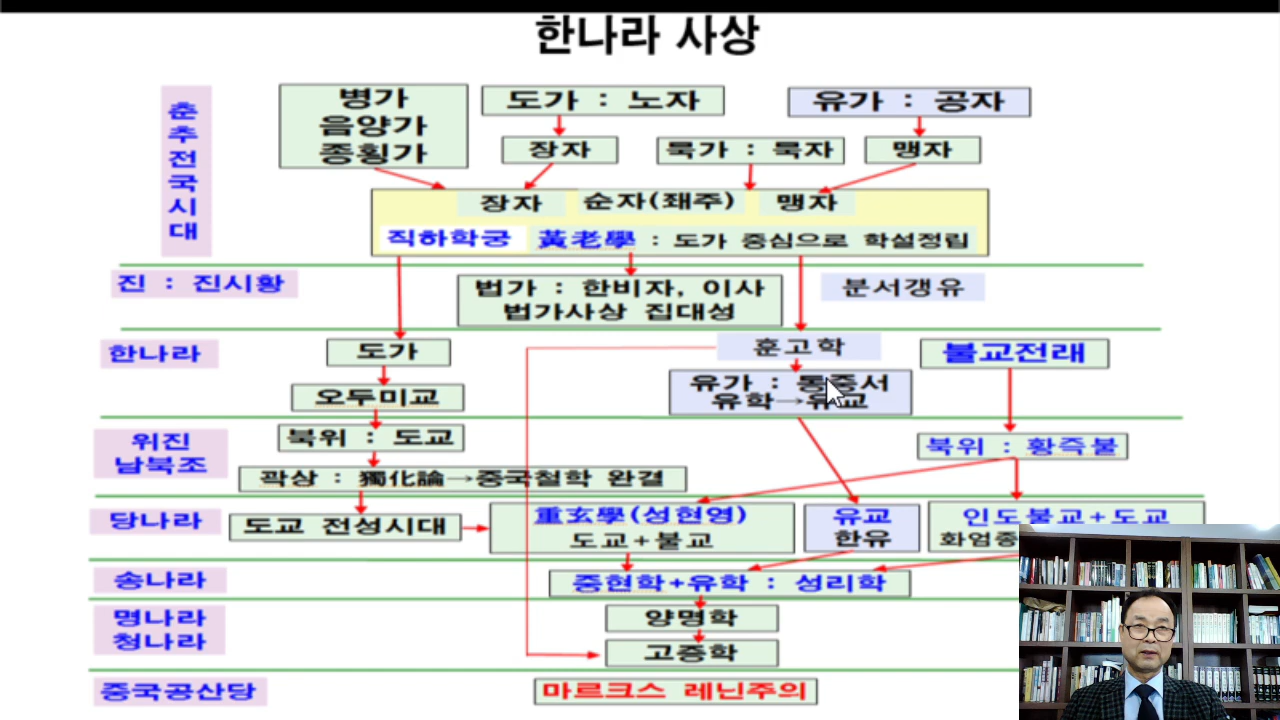 한나라 사상
춘추전국시대
병가
음양가
종횡가
도가 : 노자
유가 : 공자
장자
묵가 : 묵자
맹자
장자
순자(좨주)
맹자
직하학궁
黃老學 : 도가 중심으로 학설정립
진 : 진시황
법가 : 한비자, 이사
법가사상 집대성
분서갱유
한나라
도가
훈고학
불교전래
오두미교
유가 : 동중서
유학→유교
위진
남북조
북위 : 도교
북위 : 황즉불
곽상 : 獨化論→중국철학 완결
당나라
도교 전성시대
重玄學(성현영)
도교+불교
유교
한유
인도불교+도교
화엄종
송나라
중현학+유학 : 성리학
명나라
청나라
양명학
고증학
중국공산당
마르크스 레닌주의